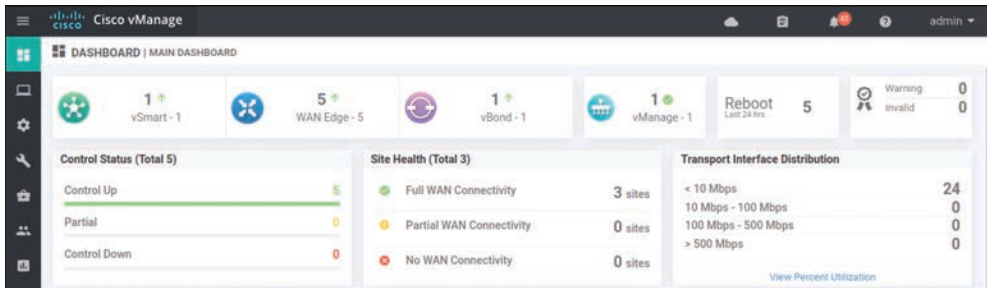 CISCO Cisco vManage 43 admin
DASHBOARD | MAIN DASHBOARD
1
vSmart - 1
5
WAN Edge - 5
1
vBond - 1
1
vManage - 1
Reboot
Last 24 hrs
5
Warning 0
Invalid 0
Control Status (Total 5)
Control Up 5
Partial 0
Control Down 0
Site Health (Total 3)
Full WAN Connectivity 3 sites
Partial WAN Connectivity 0 sites
No WAN Connectivity 0 sites
Transport Interface Distribution
< 10 Mbps 24
10 Mbps - 100 Mbps 0
100 Mbps - 500 Mbps 0
> 500 Mbps 0
View Percent Utilization